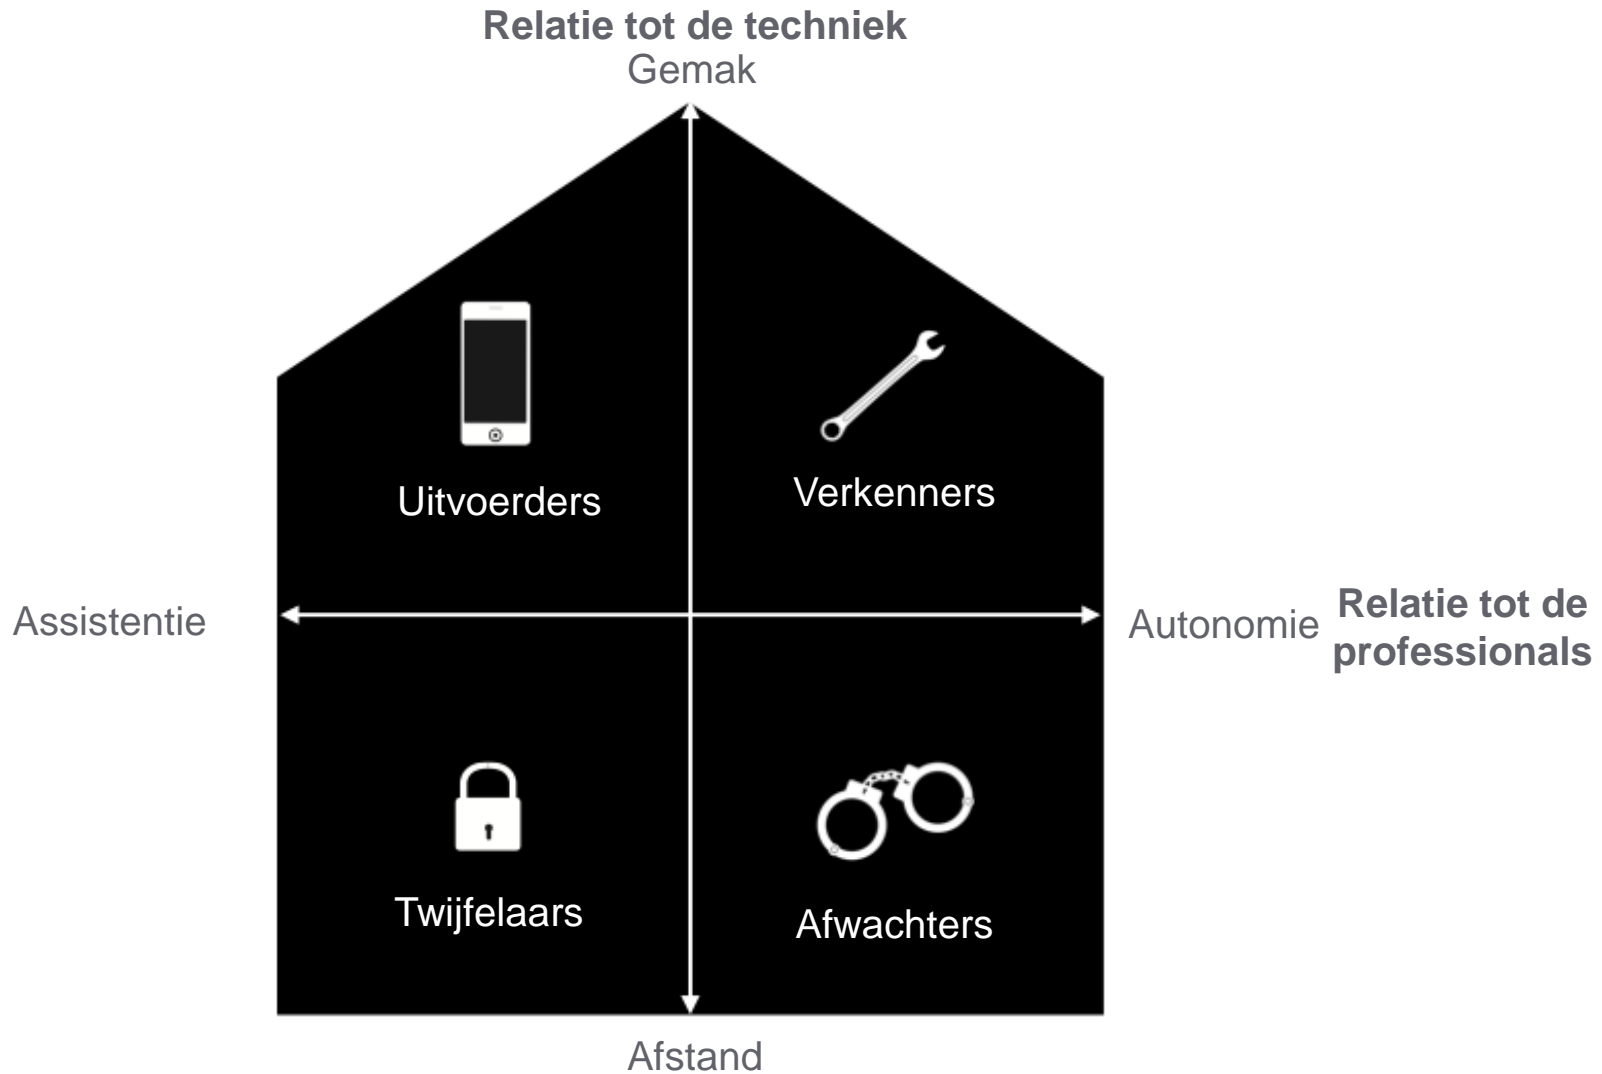 Relatie tot de techniek
Gemak
Uitvoerders
Verkenners
Assistentie
Autonomie
Relatie tot de
professionals
Twijfelaars
Afwachters
Afstand